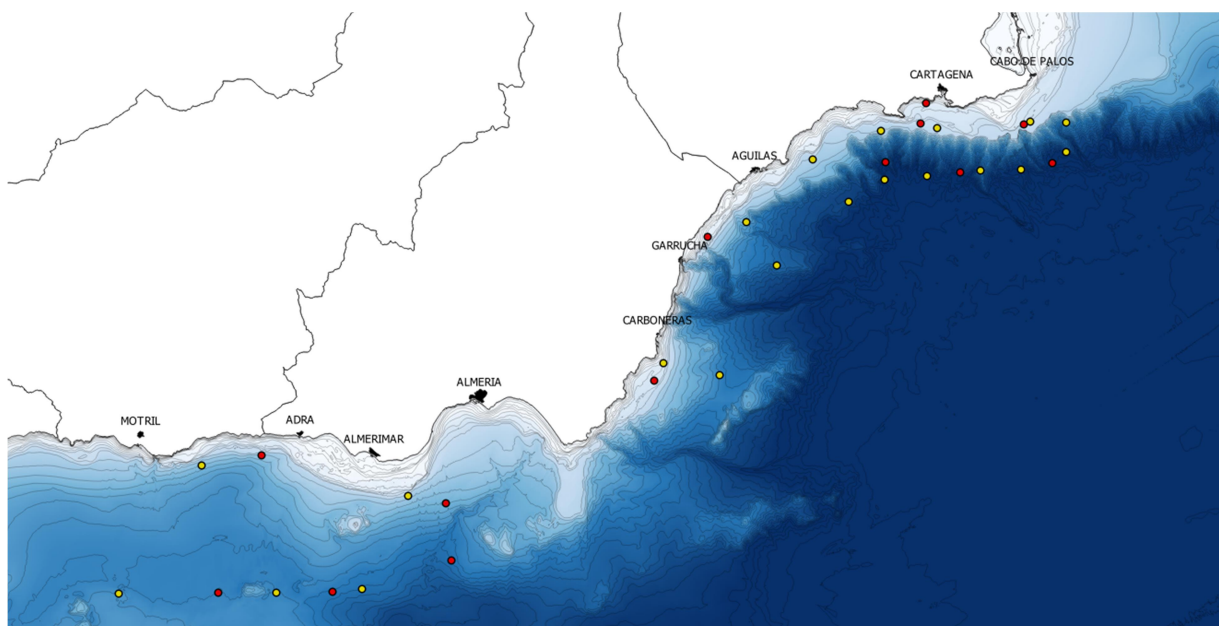 CABO DE PALOS
CARTAGENA
AGUILAS
GARRUCHA
CARBONERAS
ALMERIA
MOTRIL
ADRA
ALMERIMAR